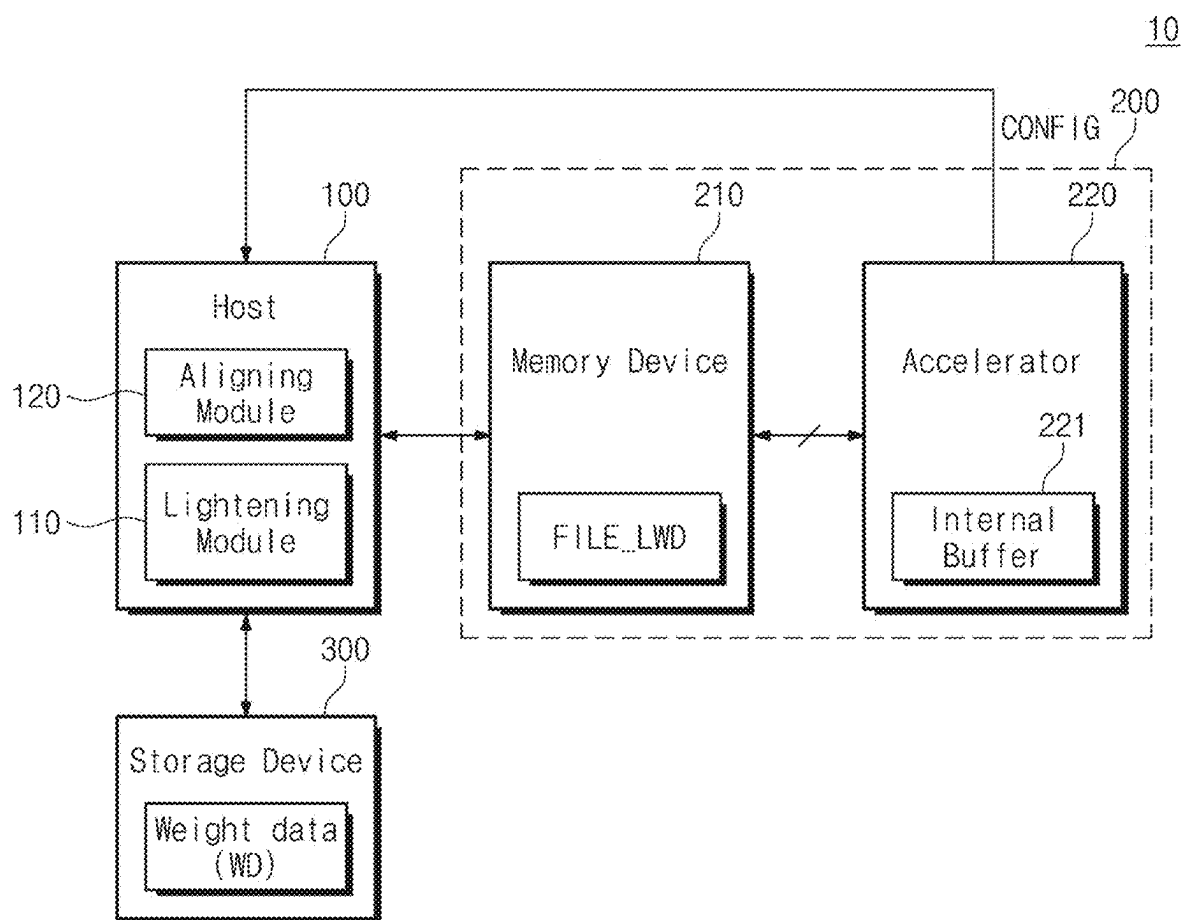 10
200
CONFIG
100
210
220
Host
Aligning
Module
120
Lightening
Module
110
Memory Device
FILE_LWD
Accelerator
221
Internal
Buffer
300
Storage Device
Weight data
(WD)